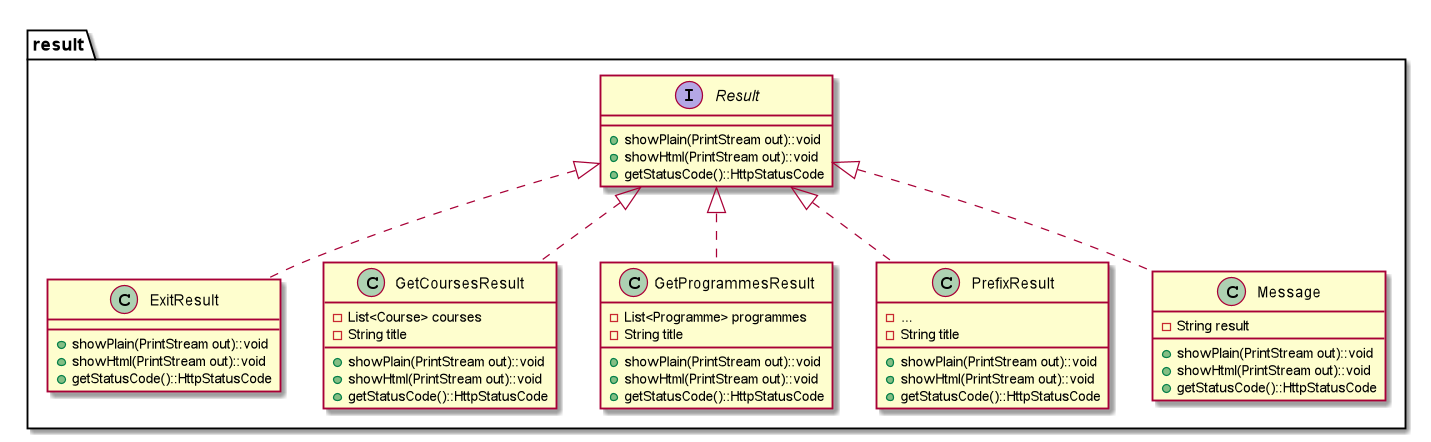 result
I Result
showPlain(PrintStream out)::void
showHtml(PrintStream out)::void
getStatusCode()::HttpStatusCode
C ExitResult
showPlain(PrintStream out)::void
showHtml(PrintStream out)::void
getStatusCode()::HttpStatusCode
C GetCoursesResult
List<Course> courses
String title
showPlain(PrintStream out)::void
showHtml(PrintStream out)::void
getStatusCode()::HttpStatusCode
C GetProgrammesResult
List<Programme> programmes
String title
showPlain(PrintStream out)::void
showHtml(PrintStream out)::void
getStatusCode()::HttpStatusCode
C PrefixResult
...
String title
showPlain(PrintStream out)::void
showHtml(PrintStream out)::void
getStatusCode()::HttpStatusCode
C Message
String result
showPlain(PrintStream out)::void
showHtml(PrintStream out)::void
getStatusCode()::HttpStatusCode